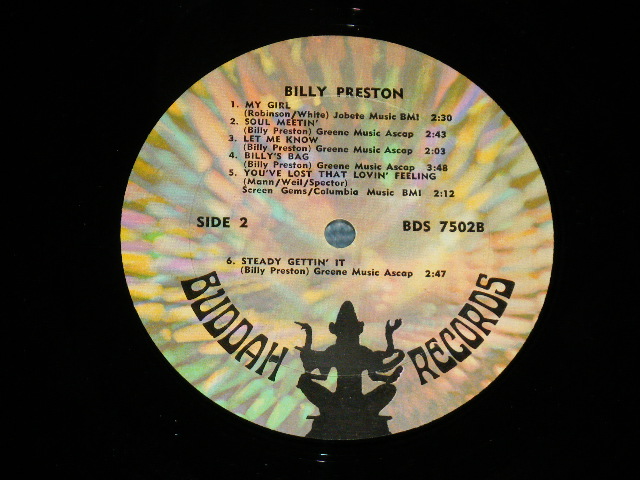 BILLY PRESTON
1. MY GIRL
(Robinson/White) Jobete Music BMI 2:30
2. SOUL MEETIN'
(Billy Preston) Greene Music Ascap 2:43
3. LET ME KNOW
(Billy Preston) Greene Music Ascap 2:03
4. BILLY'S BAG
(Billy Preston) Greene Music Ascap 3:48
5. YOU'VE LOST THAT LOVIN' FEELING
(Mann/Weil/Spector)
Screen Gems/Columbia Music BMI 2:12
SIDE 2 BDS 7502B
6. STEADY GETTIN' IT
(Billy Preston) Greene Music Ascap 2:47
BUDDAH RECORDS